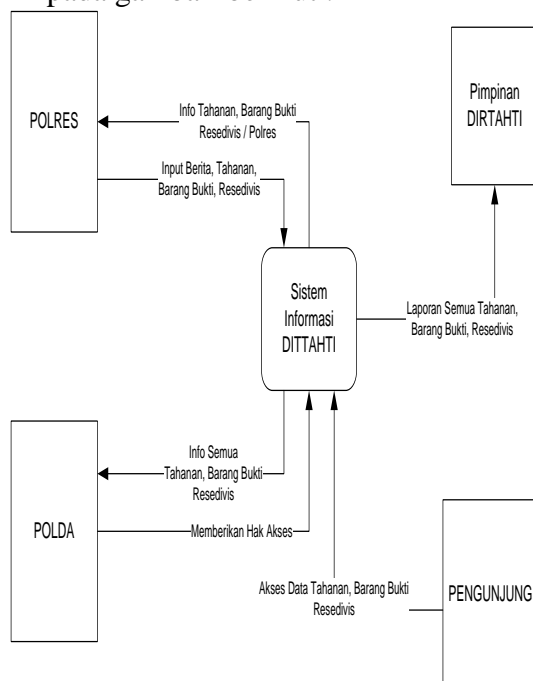 Pimpinan
DIRTAHTI
POLRES
Info Tahanan, Barang Bukti
Resedivis / Polres
Input Berita, Tahanan,
Barang Bukti, Resedivis
Sistem
Informasi
DITTAHTI
Laporan Semua Tahanan,
Barang Bukti, Resedivis
Info Semua
Tahanan, Barang Bukti
Resedivis
POLDA
Memberikan Hak Akses
Akses Data Tahanan, Barang Bukti
Resedivis
PENGUNJUNG